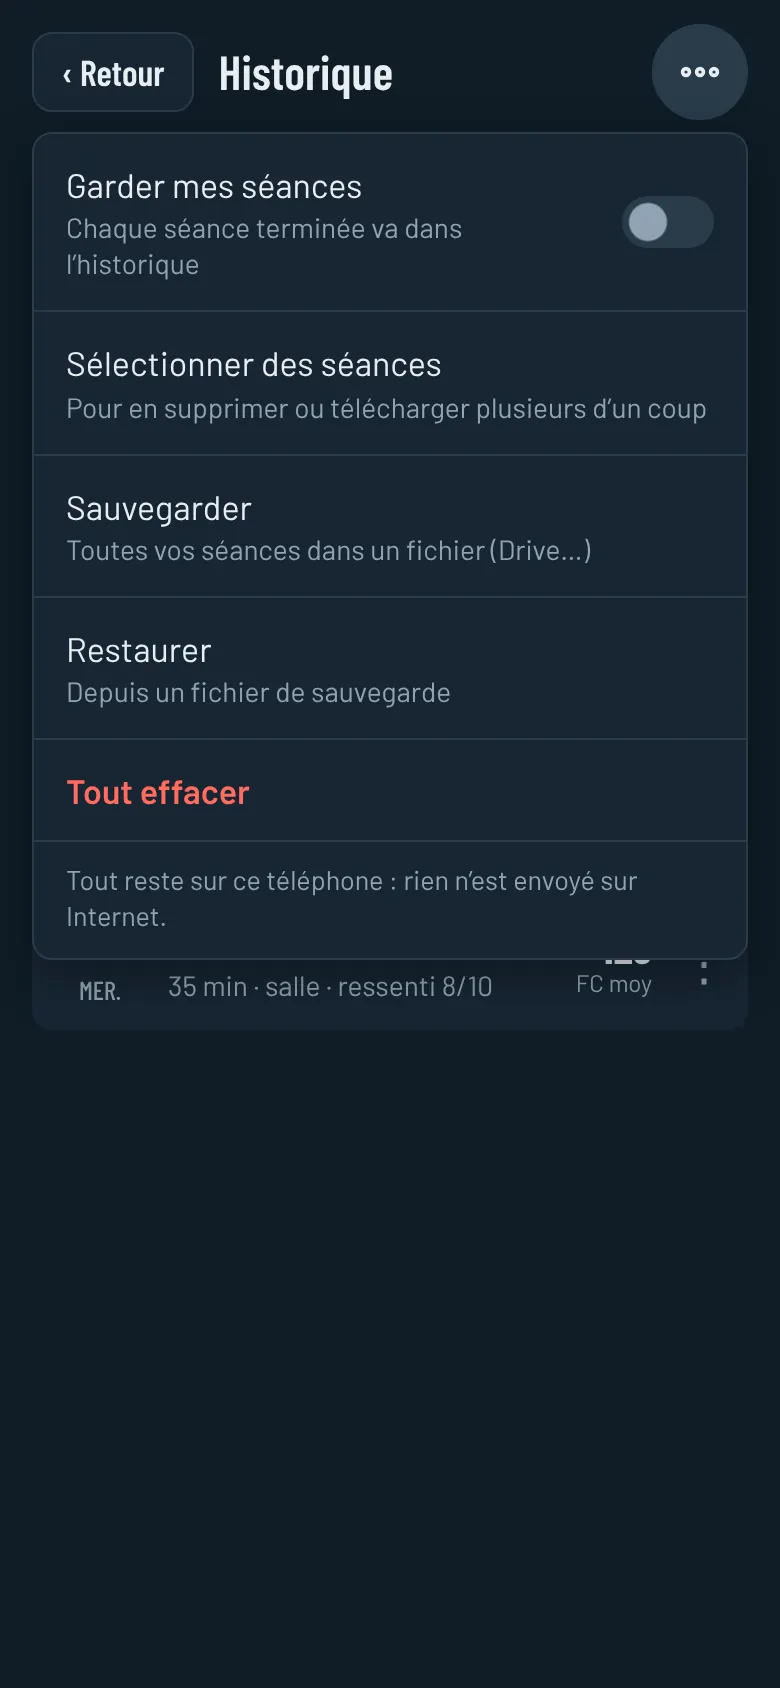 ‹ Retour
Historique
Garder mes séances
Chaque séance terminée va dans
l’historique
Sélectionner des séances
Pour en supprimer ou télécharger plusieurs d’un coup
Sauvegarder
Toutes vos séances dans un fichier (Drive…)
Restaurer
Depuis un fichier de sauvegarde
Tout effacer
Tout reste sur ce téléphone : rien n’est envoyé sur
Internet.
MER.
35 min · salle · ressenti 8/10
FC moy